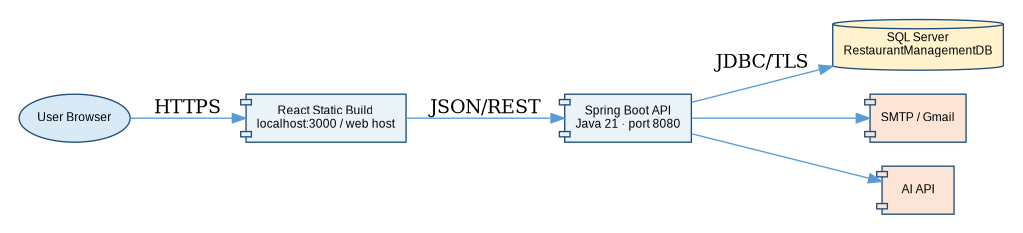 User Browser
HTTPS
React Static Build
localhost:3000 / web host
JSON/REST
Spring Boot API
Java 21 · port 8080
JDBC/TLS
SQL Server
RestaurantManagementDB
SMTP / Gmail
AI API